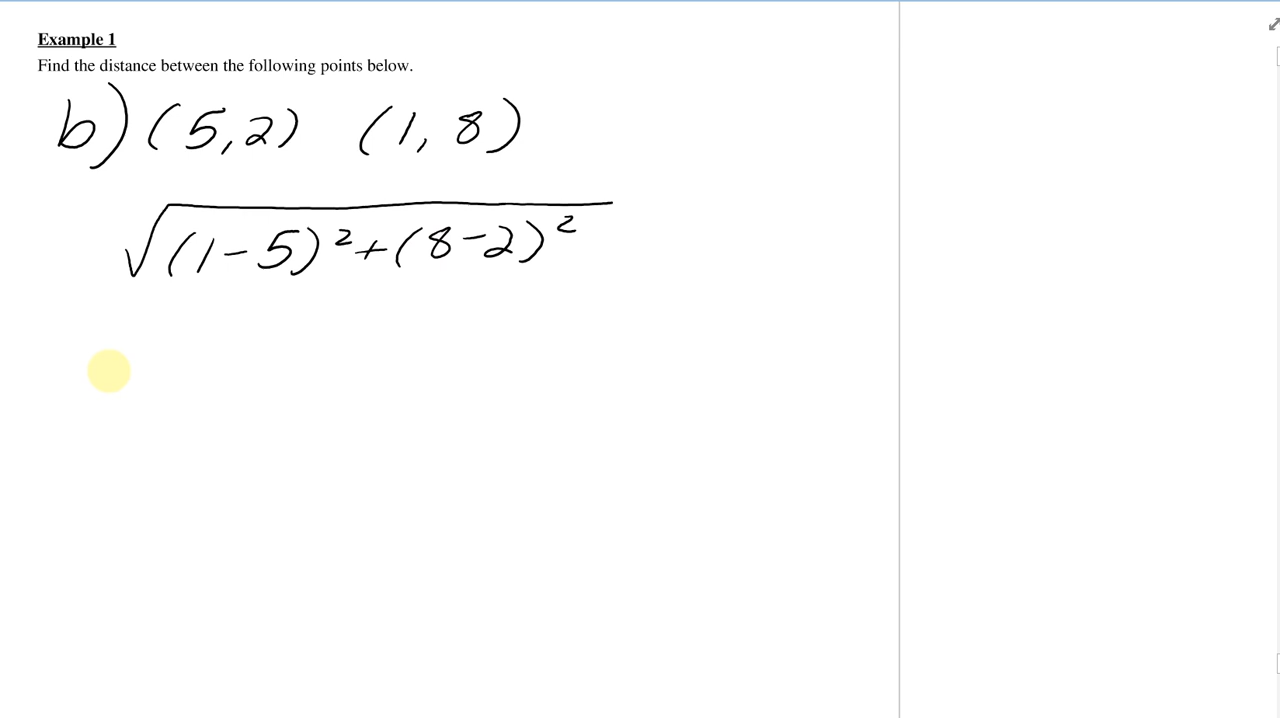 Example 1
Find the distance between the following points below.
b) (5,2) (1,8)
√(1-5)²+(8-2)²